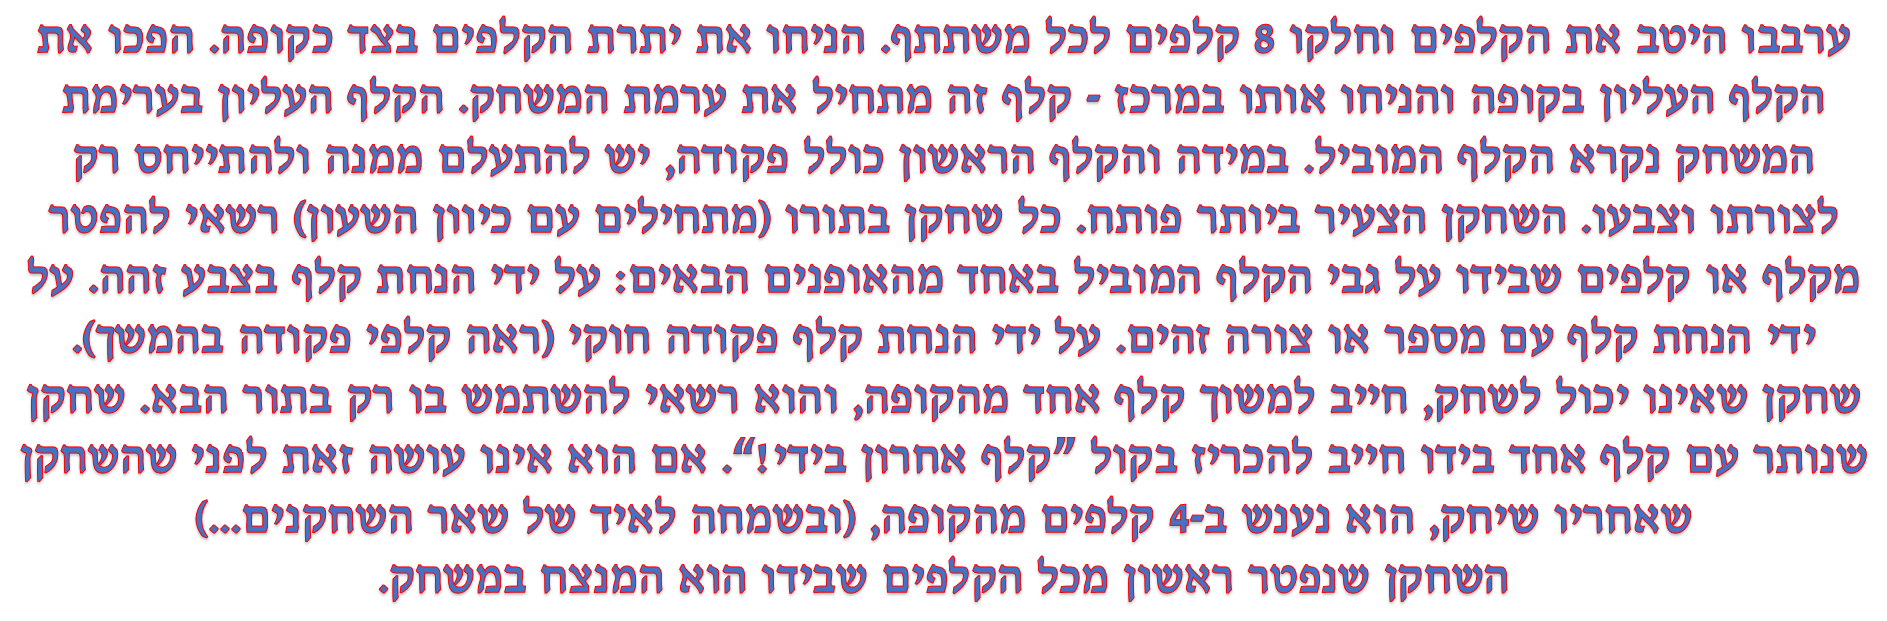 ערבבו היטב את הקלפים וחלקו 8 קלפים לכל משתתף. הניחו את יתרת הקלפים בצד כקופה. הפכו את
הקלף העליון בקופה והניחו אותו במרכז - קלף זה מתחיל את ערמת המשחק. הקלף העליון בערימת
המשחק נקרא הקלף המוביל. במידה והקלף הראשון כולל פקודה, יש להתעלם ממנה ולהתייחס רק
לצורתו וצבעו. השחקן הצעיר ביותר פותח. כל שחקן בתורו (מתחילים עם כיוון השעון) רשאי להפטר
מקלף או קלפים שבידו על גבי הקלף המוביל באחד מהאופנים הבאים: על ידי הנחת קלף בצבע זהה. על
ידי הנחת קלף עם מספר או צורה זהים. על ידי הנחת קלף פקודה חוקי (ראה קלפי פקודה בהמשך).
שחקן שאינו יכול לשחק, חייב למשוך קלף אחד מהקופה, והוא רשאי להשתמש בו רק בתור הבא. שחקן
שנותר עם קלף אחד בידו חייב להכריז בקול ”קלף אחרון בידי!“. אם הוא אינו עושה זאת לפני שהשחקן
שאחריו שיחק, הוא נענש ב-4 קלפים מהקופה, (ובשמחה לאיד של שאר השחקנים...)
השחקן שנפטר ראשון מכל הקלפים שבידו הוא המנצח במשחק.